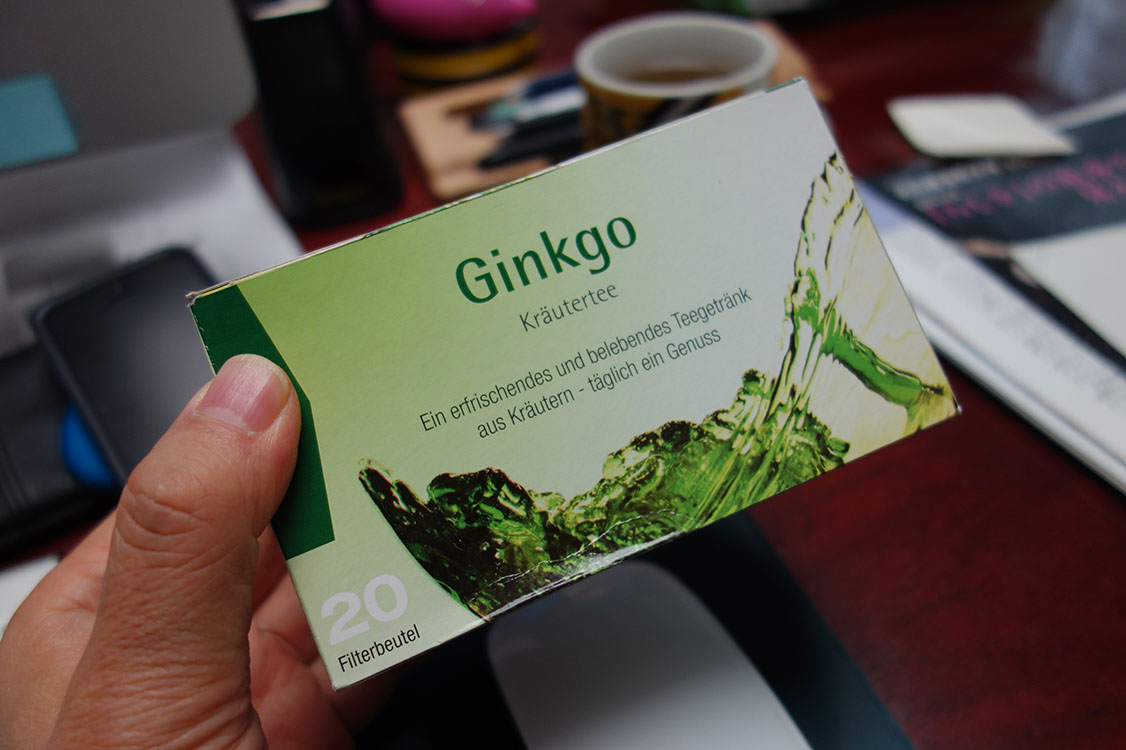 Ginkgo
Kräutertee
Ein erfrischendes und belebendes Teegetränk
aus Kräutern - täglich ein Genuss
20
Filterbeutel